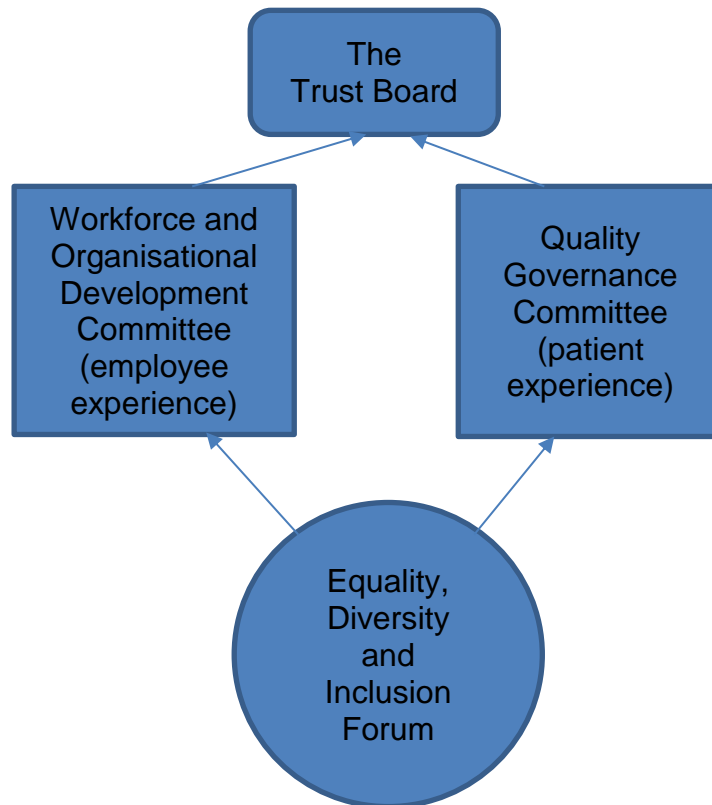 The
Trust Board
Workforce and
Organisational
Development
Committee
(employee
experience)
Quality
Governance
Committee
(patient
experience)
Equality,
Diversity
and
Inclusion
Forum